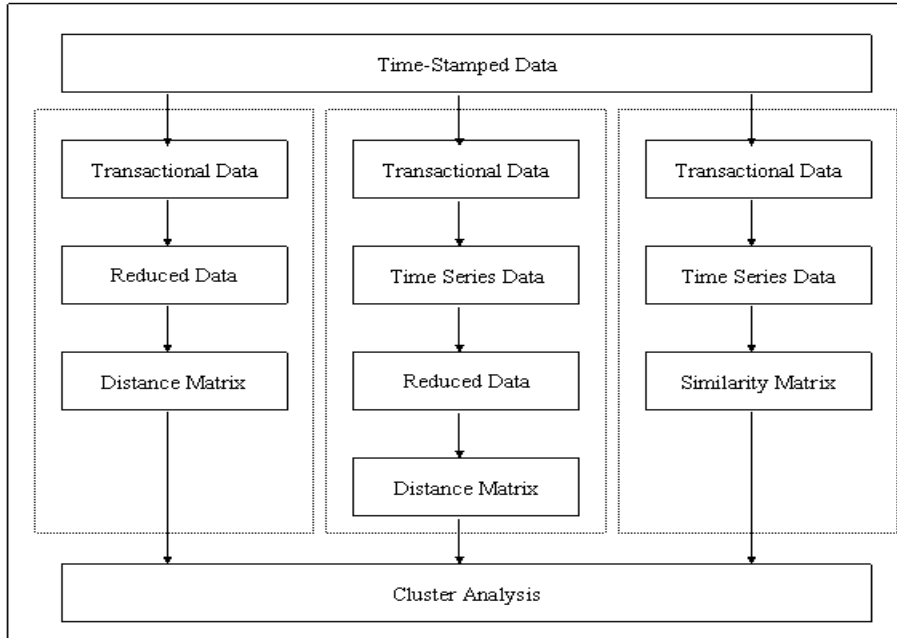 Time-Stamped Data
Transactional Data
Transactional Data
Transactional Data
Reduced Data
Time Series Data
Time Series Data
Distance Matrix
Reduced Data
Similarity Matrix
Distance Matrix
Cluster Analysis